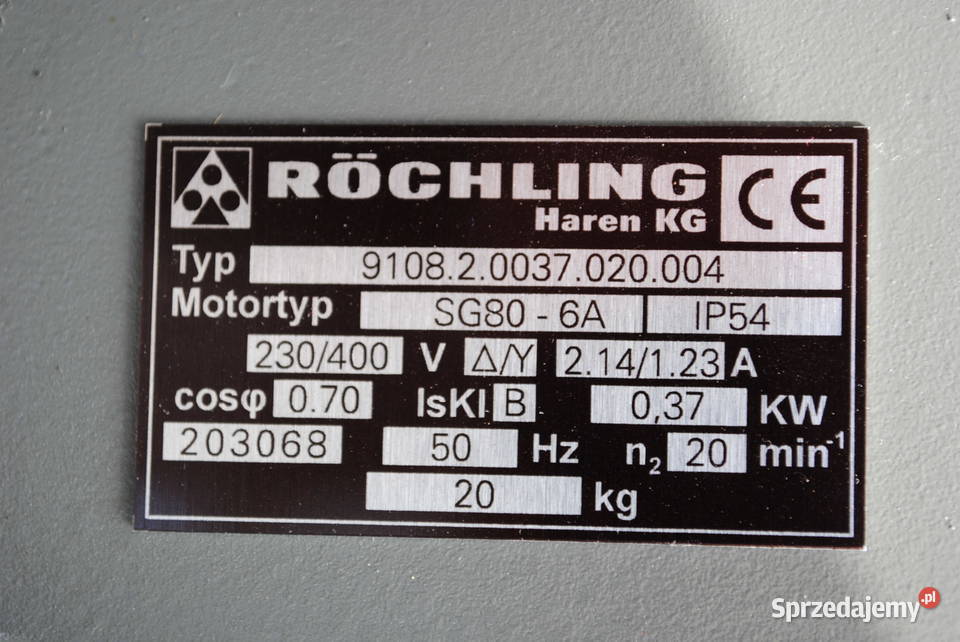 RÖCHLING
Haren KG
CE
Typ 9108.2.0037.020.004
Motortyp SG80 - 6A IP54
230/400 V Δ/Y 2.14/1.23 A
cosφ 0.70 IsKl B 0,37 KW
203068 50 Hz n₂ 20 min⁻¹
20 kg
Sprzedajemy.pl